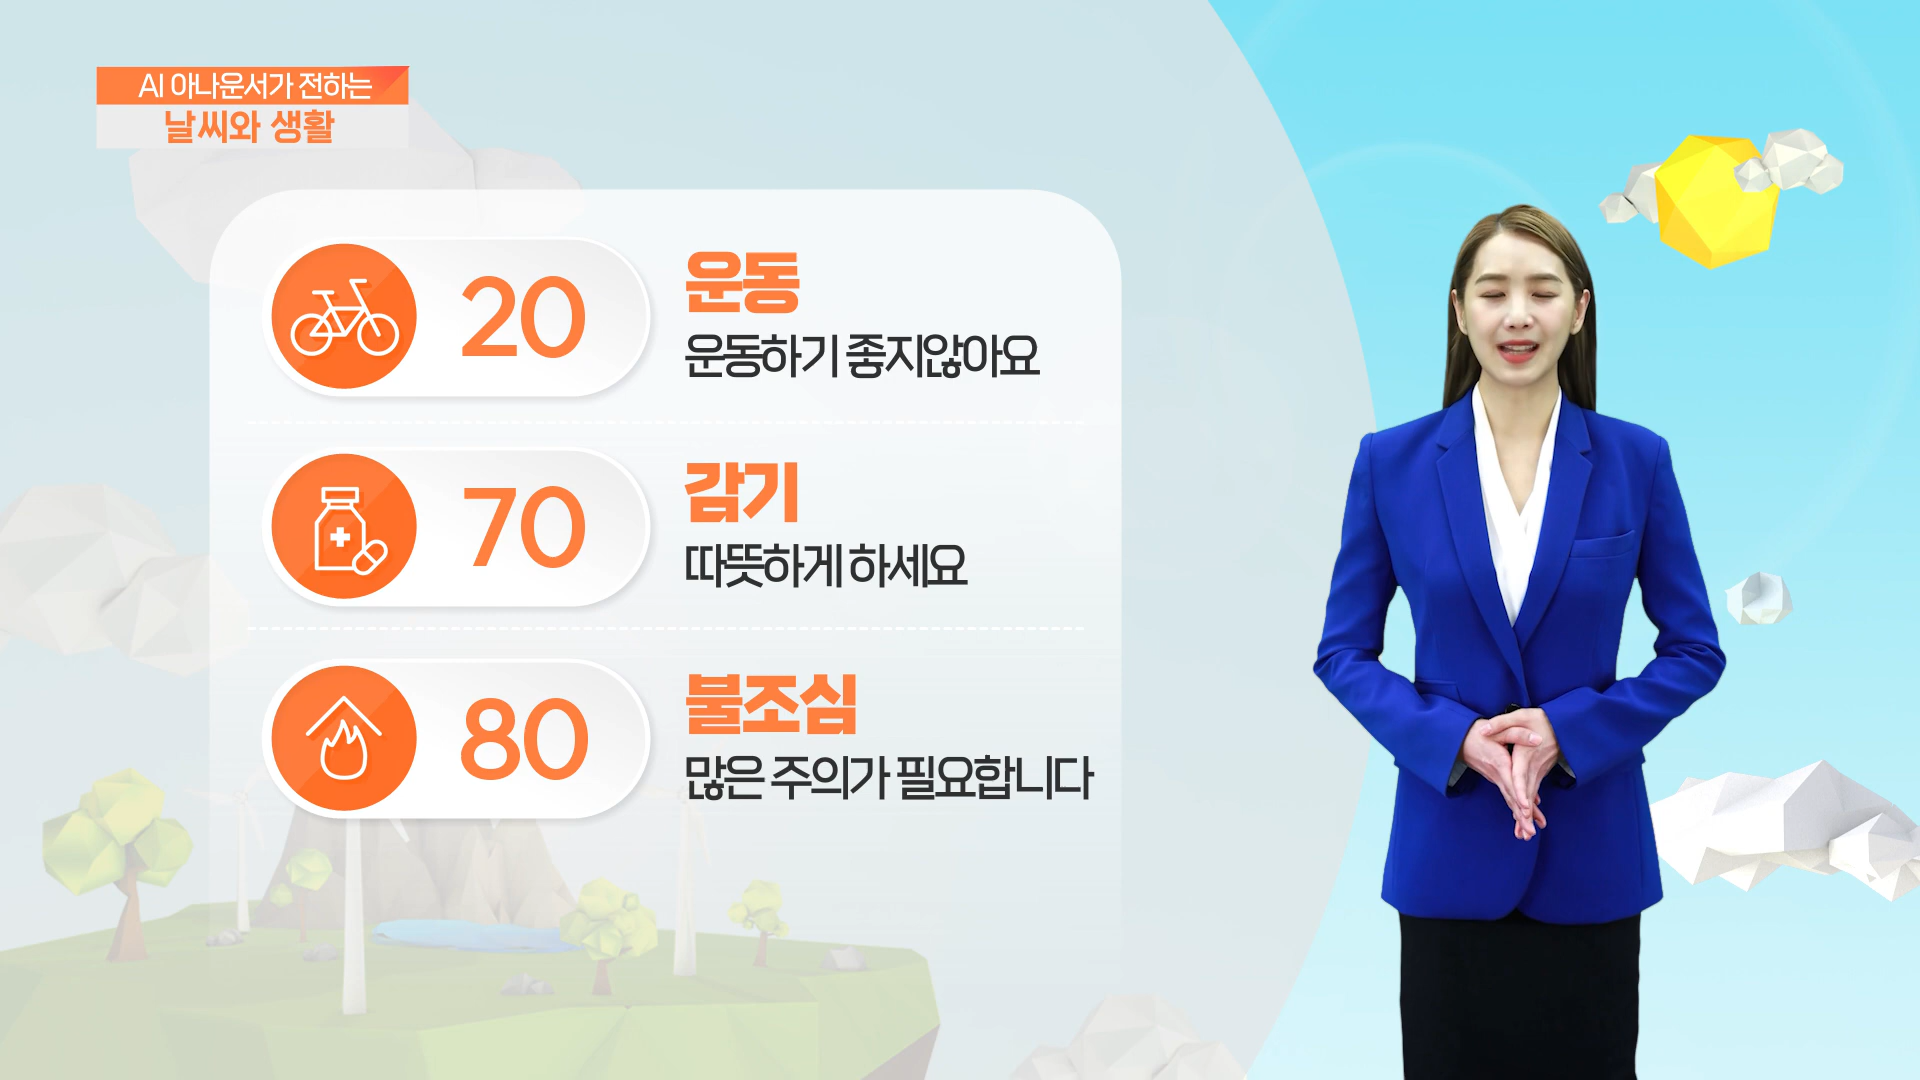 AI 아나운서가 전하는
날씨와 생활
20
운동
운동하기 좋지않아요
70
감기
따뜻하게 하세요
80
불조심
많은 주의가 필요합니다